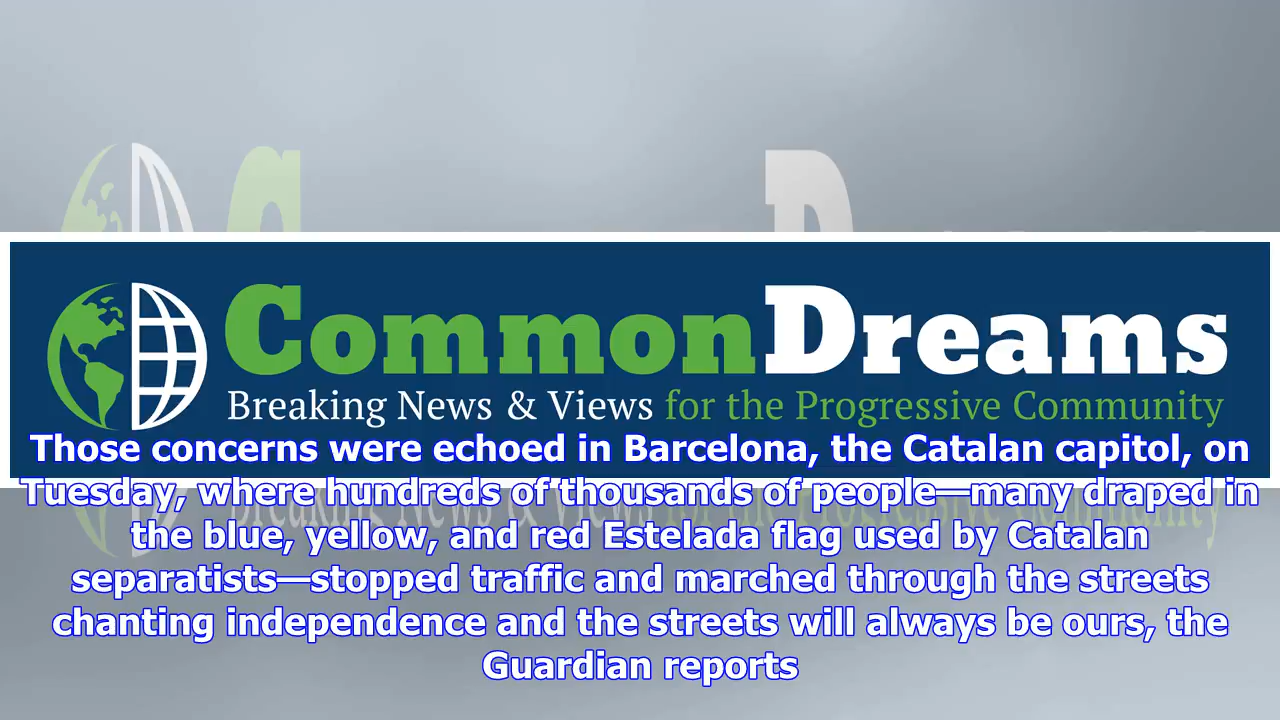 CommonDreams
Breaking News & Views for the Progressive Community
Those concerns were echoed in Barcelona, the Catalan capitol, on
Tuesday, where hundreds of thousands of people—many draped in
the blue, yellow, and red Estelada flag used by Catalan
separatists—stopped traffic and marched through the streets
chanting independence and the streets will always be ours, the
Guardian reports